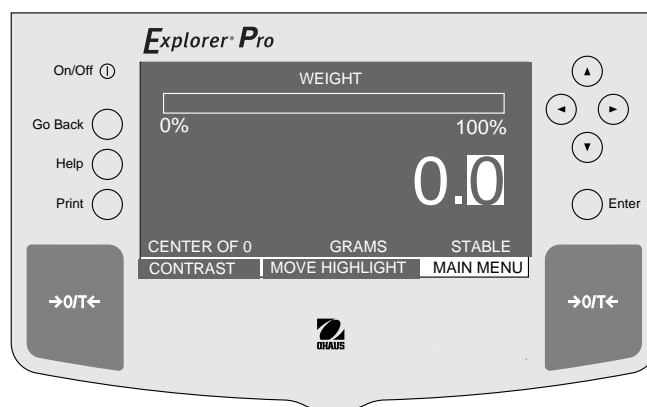 Explorer® Pro
On/Off
WEIGHT
0% 100%
Go Back
Help
Print
0.0
Enter
CENTER OF 0 GRAMS STABLE
CONTRAST MOVE HIGHLIGHT MAIN MENU
→0/T← →0/T←
OHAUS